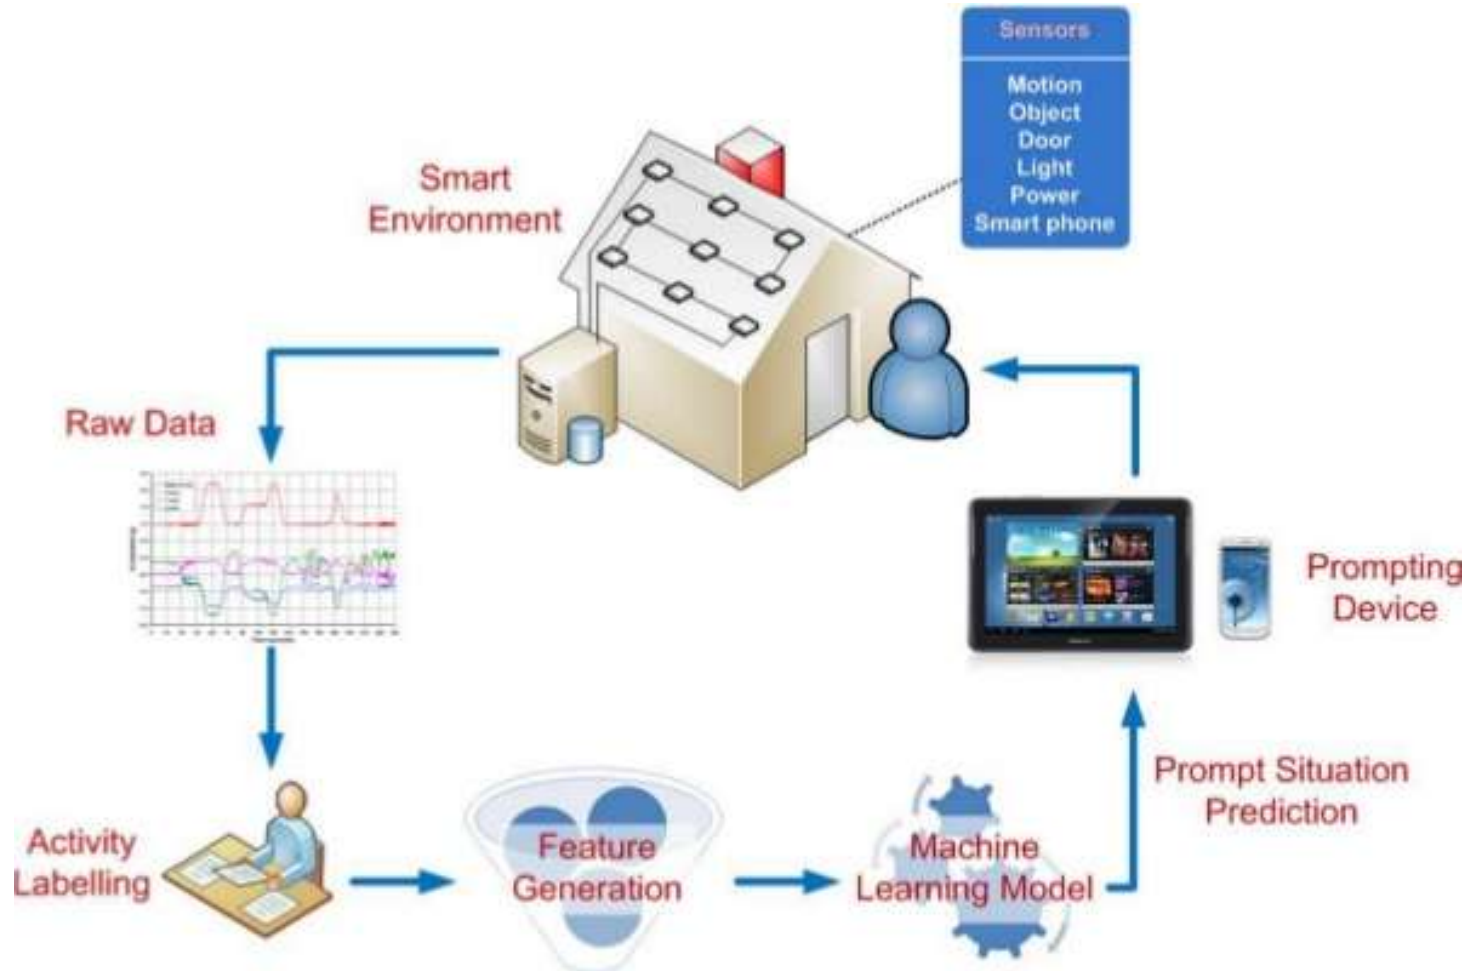 Sensors
Motion
Object
Door
Light
Power
Smart phone
Smart
Environment
Raw Data
Prompting
Device
Prompt Situation
Prediction
Activity
Labelling
Feature
Generation
Machine
Learning Model